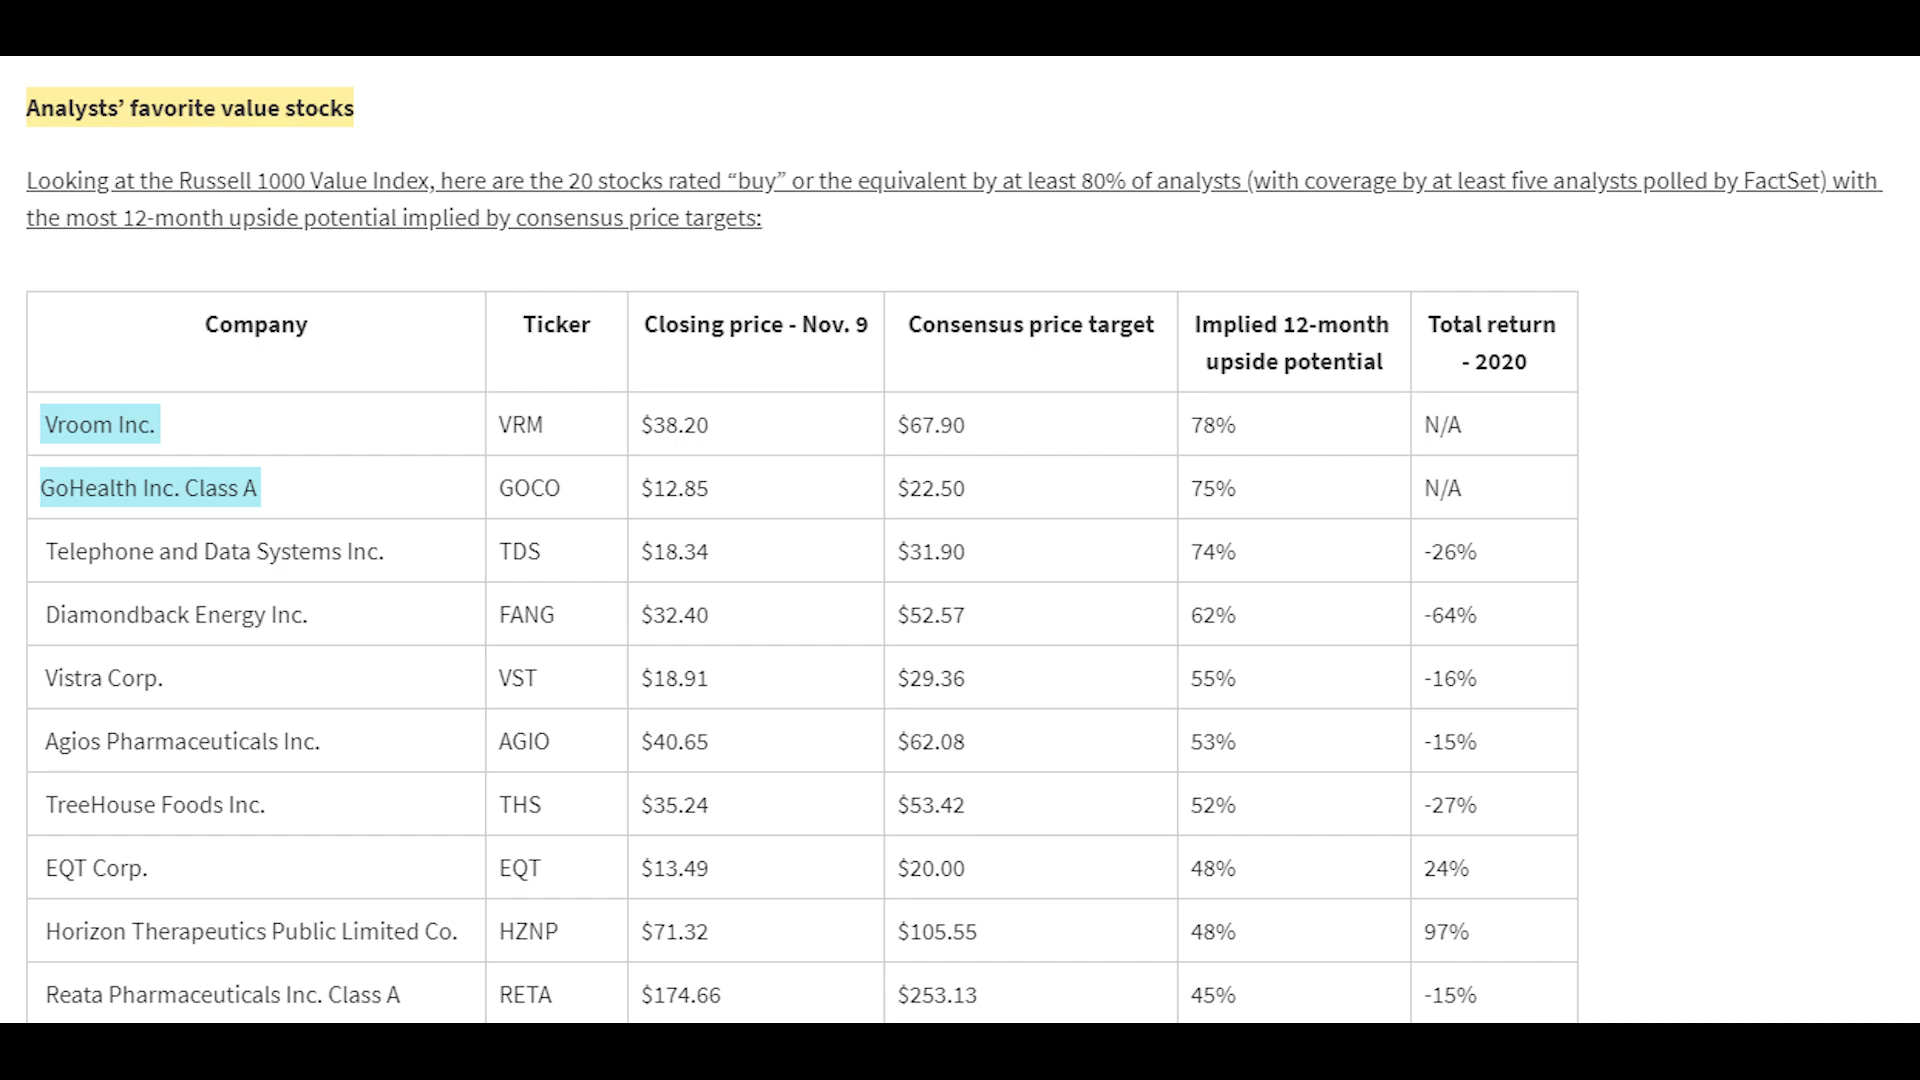 Analysts’ favorite value stocks
Looking at the Russell 1000 Value Index, here are the 20 stocks rated “buy” or the equivalent by at least 80% of analysts (with coverage by at least five analysts polled by FactSet) with
the most 12-month upside potential implied by consensus price targets:
Company Ticker Closing price - Nov. 9 Consensus price target Implied 12-month upside potential Total return - 2020
Vroom Inc. VRM $38.20 $67.90 78% N/A
GoHealth Inc. Class A GOCO $12.85 $22.50 75% N/A
Telephone and Data Systems Inc. TDS $18.34 $31.90 74% -26%
Diamondback Energy Inc. FANG $32.40 $52.57 62% -64%
Vistra Corp. VST $18.91 $29.36 55% -16%
Agios Pharmaceuticals Inc. AGIO $40.65 $62.08 53% -15%
TreeHouse Foods Inc. THS $35.24 $53.42 52% -27%
EQT Corp. EQT $13.49 $20.00 48% 24%
Horizon Therapeutics Public Limited Co. HZNP $71.32 $105.55 48% 97%
Reata Pharmaceuticals Inc. Class A RETA $174.66 $253.13 45% -15%